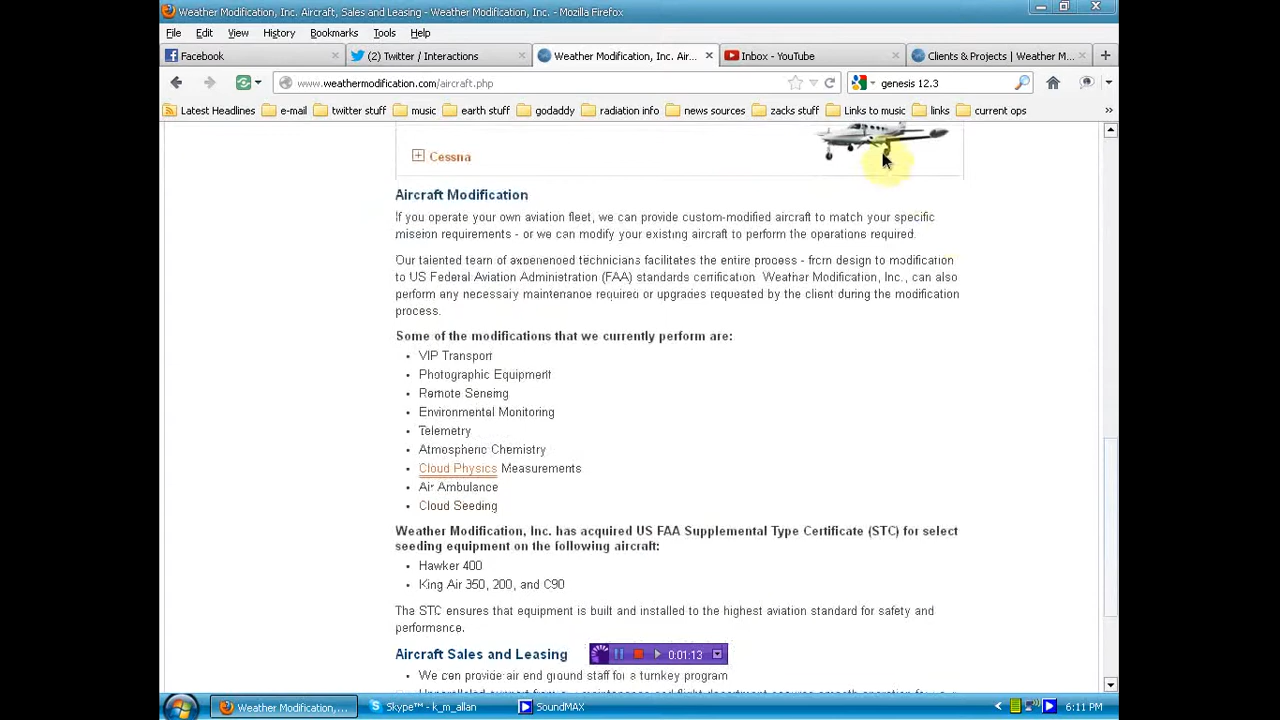 Weather Modification, Inc. Aircraft, Sales and Leasing - Weather Modification, Inc. - Mozilla Firefox
File Edit View History Bookmarks Tools Help
Facebook × (2) Twitter / Interactions × Weather Modification, Inc. Air... × Inbox - YouTube × Clients & Projects | Weather M... × +
www.weathermodification.com/aircraft.php genesis 12.3
Latest Headlines e-mail twitter stuff music earth stuff godaddy radiation info news sources zacks stuff Links to music links current ops »
Cessna
Aircraft Modification
If you operate your own aviation fleet, we can provide custom-modified aircraft to match your specific
mission requirements - or we can modify your existing aircraft to perform the operations required.
Our talented team of experienced technicians facilitates the entire process - from design to modification
to US Federal Aviation Administration (FAA) standards certification. Weather Modification, Inc., can also
perform any necessary maintenance required or upgrades requested by the client during the modification
process.
Some of the modifications that we currently perform are:
• VIP Transport
• Photographic Equipment
• Remote Sensing
• Environmental Monitoring
• Telemetry
• Atmospheric Chemistry
• Cloud Physics Measurements
• Air Ambulance
• Cloud Seeding
Weather Modification, Inc. has acquired US FAA Supplemental Type Certificate (STC) for select
seeding equipment on the following aircraft:
• Hawker 400
• King Air 350, 200, and C90
The STC ensures that equipment is built and installed to the highest aviation standard for safety and
performance.
Aircraft Sales and Leasing
0:01:13
• We can provide air and ground staff for a turnkey program
Weather Modification,... Skype™ - k_m_allan SoundMAX 6:11 PM